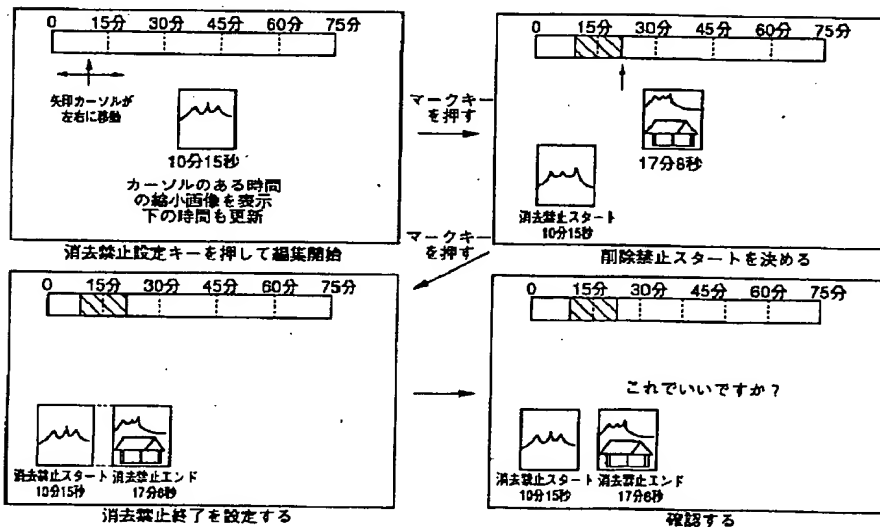 0 15分 30分 45分 60分 75分
矢印カーソルが
左右に移動
10分15秒
カーソルのある時間
の縮小画像を表示
下の時間も更新
消去禁止設定キーを押して編集開始
マークキー
を押す
0 15分 30分 45分 60分 75分
17分8秒
消去禁止スタート
10分15秒
削除禁止スタートを決める
マークキー
を押す
0 15分 30分 45分 60分 75分
消去禁止スタート 消去禁止エンド
10分15秒 17分8秒
消去禁止終了を設定する
0 15分 30分 45分 60分 75分
これでいいですか？
消去禁止スタート 消去禁止エンド
10分15秒 17分8秒
確認する